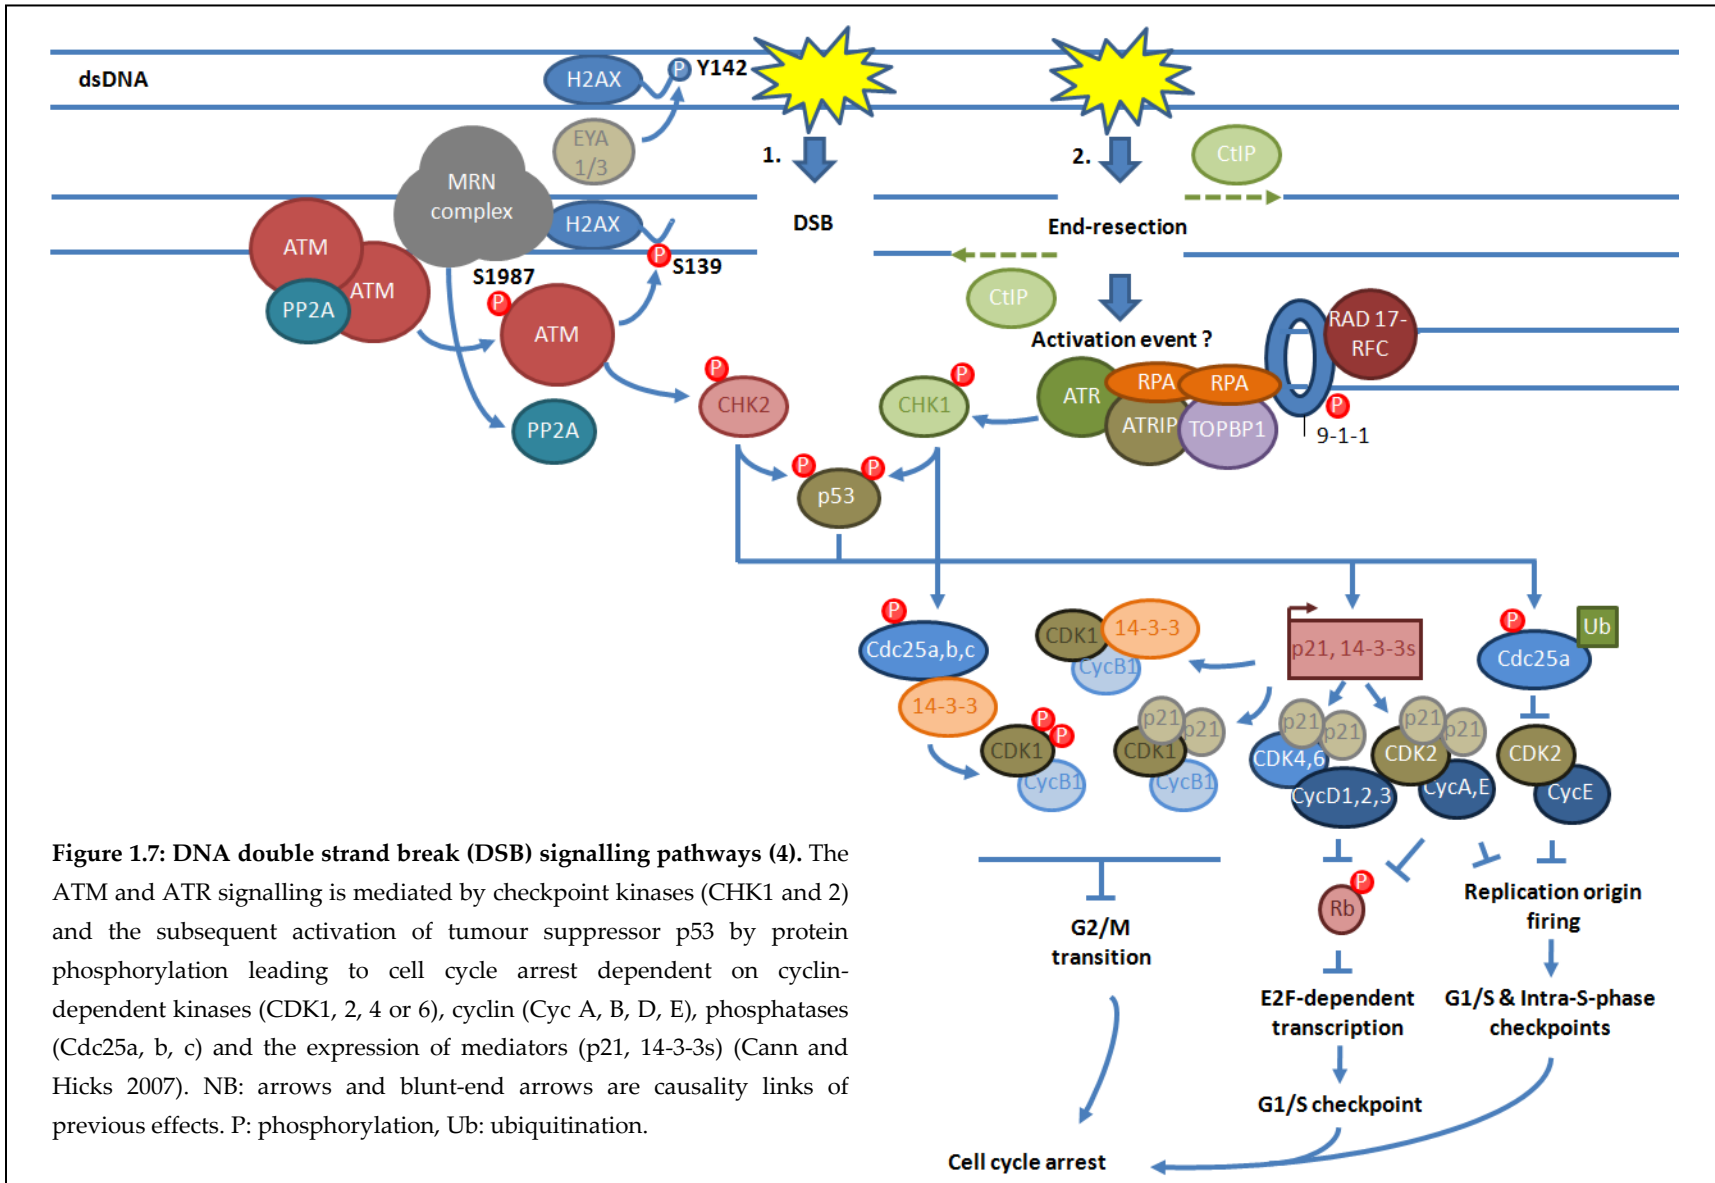 dsDNA
H2AX
P
Y142
EYA
1/3
1.
2.
CtIP
MRN
complex
H2AX
DSB
End-resection
ATM
P
S139
S1987
P
ATM
PP2A
ATM
CtIP
Activation event ?
RAD 17-
RFC
P
CHK2
P
CHK1
ATR
RPA
RPA
ATRIP
TOPBP1
P
9-1-1
PP2A
P
P
p53
P
Cdc25a,b,c
14-3-3
P
P
CDK1
CycB1
CDK1
14-3-3
CycB1
p21
p21
CDK1
CycB1
p21, 14-3-3s
p21
p21
CDK4,6
CycD1,2,3
p21
p21
CDK2
CycA,E
P
Ub
Cdc25a
CDK2
CycE
Figure 1.7: DNA double strand break (DSB) signalling pathways (4). The
ATM and ATR signalling is mediated by checkpoint kinases (CHK1 and 2)
and the subsequent activation of tumour suppressor p53 by protein
phosphorylation leading to cell cycle arrest dependent on cyclin-
dependent kinases (CDK1, 2, 4 or 6), cyclin (Cyc A, B, D, E), phosphatases
(Cdc25a, b, c) and the expression of mediators (p21, 14-3-3s) (Cann and
Hicks 2007). NB: arrows and blunt-end arrows are causality links of
previous effects. P: phosphorylation, Ub: ubiquitination.
G2/M
transition
P
Rb
Replication origin
firing
E2F-dependent
transcription
G1/S & Intra-S-phase
checkpoints
G1/S checkpoint
Cell cycle arrest